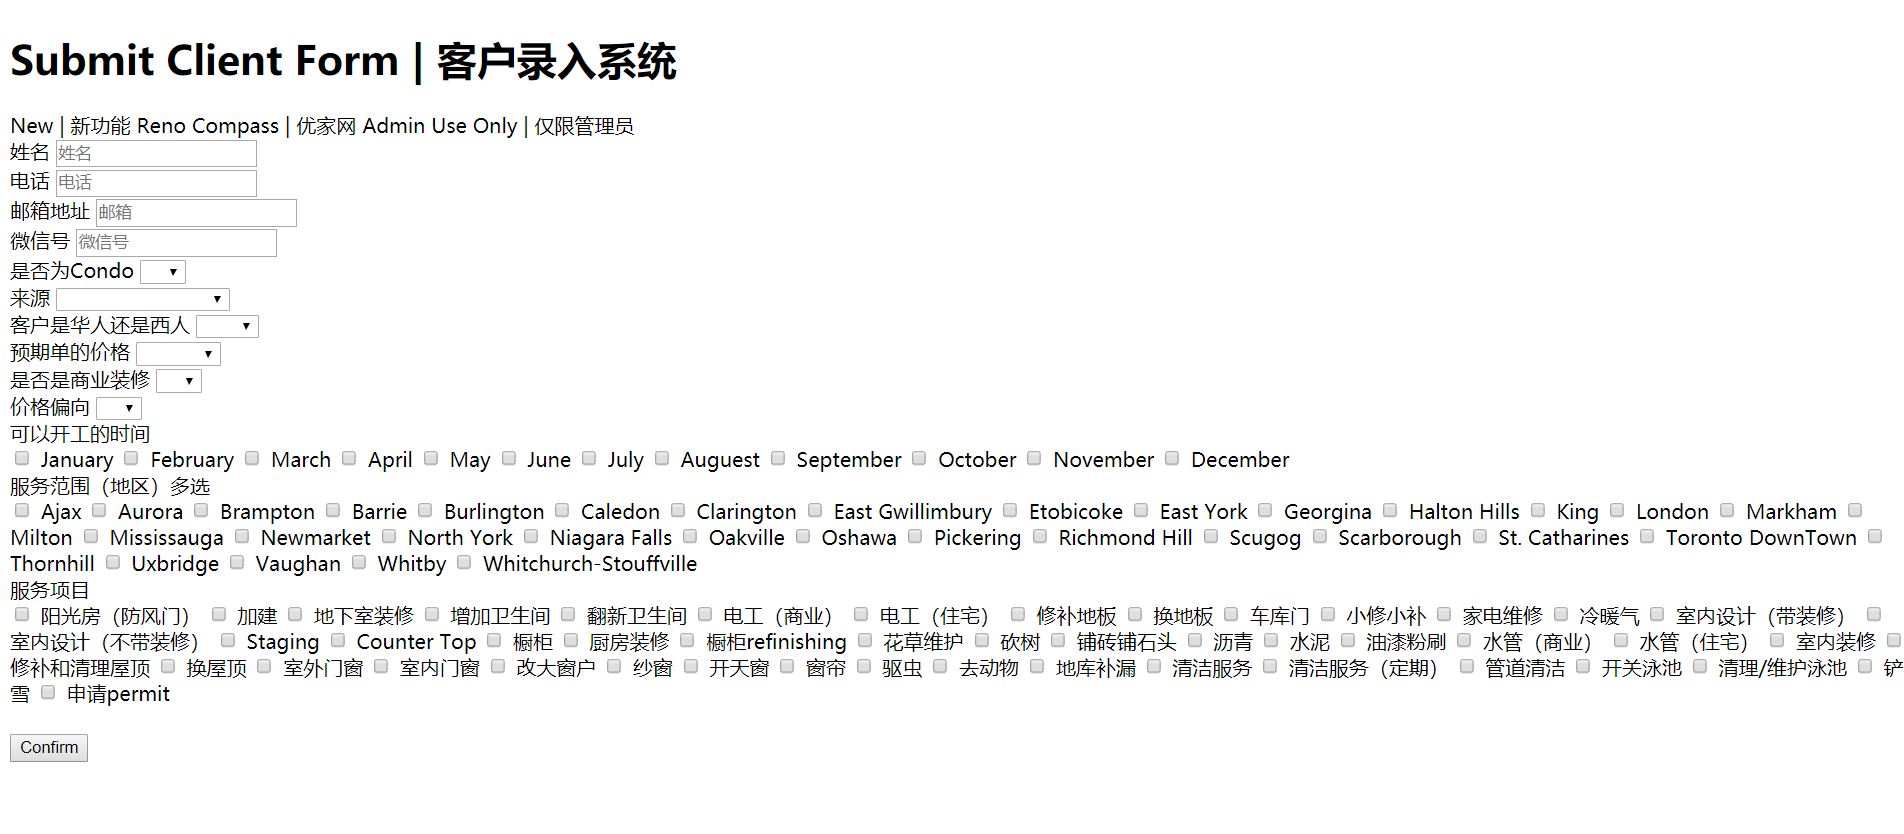 Submit Client Form | 客户录入系统
New | 新功能 Reno Compass | 优家网 Admin Use Only | 仅限管理员
姓名 姓名
电话 电话
邮箱地址 邮箱
微信号 微信号
是否为Condo
来源
客户是华人还是西人
预期单的价格
是否是商业装修
价格偏向
可以开工的时间
January February March April May June July Auguest September October November December
服务范围（地区）多选
Ajax Aurora Brampton Barrie Burlington Caledon Clarington East Gwillimbury Etobicoke East York Georgina Halton Hills King London Markham
Milton Mississauga Newmarket North York Niagara Falls Oakville Oshawa Pickering Richmond Hill Scugog Scarborough St. Catharines Toronto DownTown
Thornhill Uxbridge Vaughan Whitby Whitchurch-Stouffville
服务项目
阳光房（防风门） 加建 地下室装修 增加卫生间 翻新卫生间 电工（商业） 电工（住宅） 修补地板 换地板 车库门 小修小补 家电维修 冷暖气 室内设计（带装修）
室内设计（不带装修） Staging Counter Top 橱柜 厨房装修 橱柜refinishing 花草维护 砍树 铺砖铺石头 沥青 水泥 油漆粉刷 水管（商业） 水管（住宅） 室内装修
修补和清理屋顶 换屋顶 室外门窗 室内门窗 改大窗户 纱窗 开天窗 窗帘 驱虫 去动物 地库补漏 清洁服务 清洁服务（定期） 管道清洁 开关泳池 清理/维护泳池 铲
雪 申请permit
Confirm